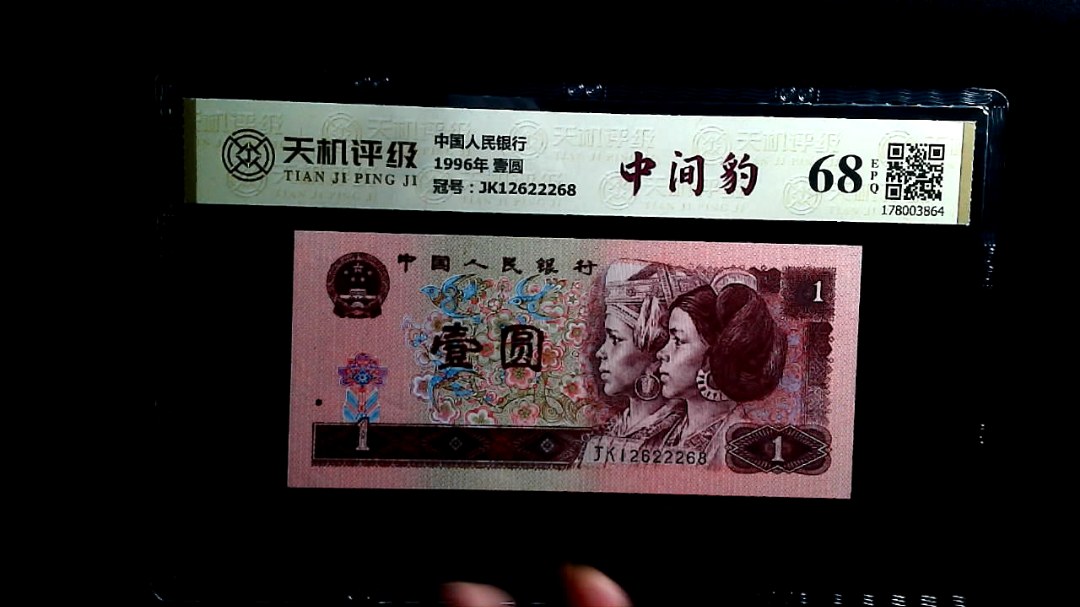 天机评级
TIAN JI PING JI
中国人民银行
1996年 壹圆
冠号：JK12622268
中间豹
68
EPQ
178003864
中国人民银行
1
壹圆
1
JK12622268
1